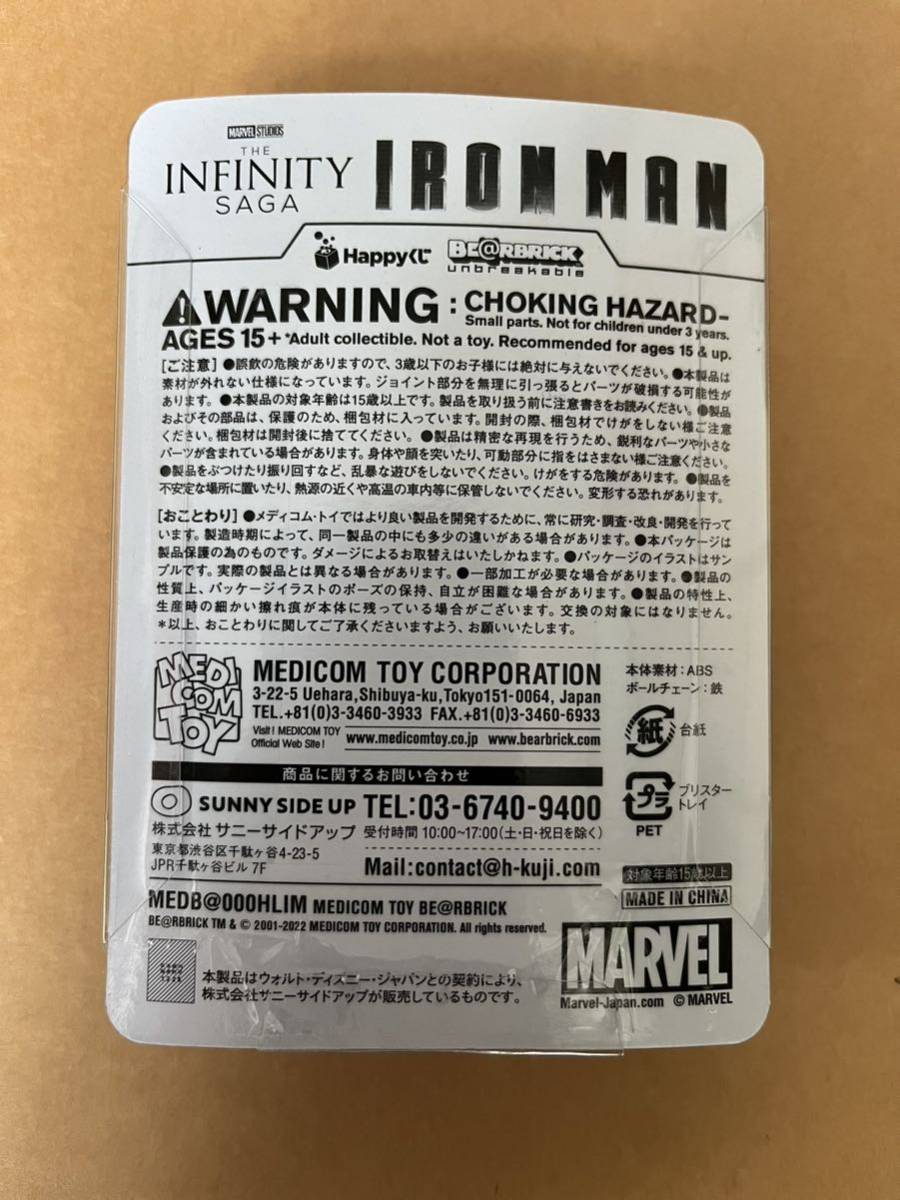 MARVEL STUDIOS
THE
INFINITY
SAGA
IRON MAN
Happyくじ
BE@RBRICK
unbreakable
WARNING : CHOKING HAZARD-
Small parts. Not for children under 3 years.
AGES 15+ *Adult collectible. Not a toy. Recommended for ages 15 & up.
[ご注意] ●誤飲の危険がありますので、3歳以下のお子様には絶対に与えないでください。●本製品は
素材が外れない仕様になっています。ジョイント部分を無理に引っ張るとパーツが破損する可能性が
あります。●本製品の対象年齢は15歳以上です。製品を取り扱う前に注意書きをお読みください。●製品
およびその部品は、保護のため、梱包材に入っています。開封の際、梱包材でけがをしない様ご注意
ください。梱包材は開封後に捨ててください。●製品は精密な再現を行うため、鋭利なパーツや小さな
パーツが含まれている場合があります。身体や顔を突いたり、可動部分に指をはさまない様ご注意ください。
●製品をぶつけたり振り回すなど、乱暴な遊びをしないでください。けがをする危険があります。●製品を
不安定な場所に置いたり、熱源の近くや高温の車内等に保管しないでください。変形する恐れがあります。
[おことわり] ●メディコム・トイではより良い製品を開発するために、常に研究・調査・改良・開発を行って
います。製造時期によって、同一製品の中にも多少の違いがある場合があります。●本パッケージは
製品保護の為のものです。ダメージによるお取替えはいたしかねます。●パッケージのイラストはサン
プルです。実際の製品とは異なる場合があります。●一部加工が必要な場合があります。●製品の
性質上、パッケージイラストのポーズの保持、自立が困難な場合があります。●製品の特性上、
生産時の細かい擦れ痕が本体に残っている場合がございます。交換の対象にはなりません。
*以上、おことわりに関してご了承くださいますよう、お願いいたします。
MEDI
COM
TOY
MEDICOM TOY CORPORATION
3-22-5 Uehara,Shibuya-ku,Tokyo151-0064, Japan
TEL.+81(0)3-3460-3933 FAX.+81(0)3-3460-6933
Visit ! MEDICOM TOY
Official Web Site !
www.medicomtoy.co.jp www.bearbrick.com
本体素材:ABS
ボールチェーン:鉄
紙
台紙
商品に関するお問い合わせ
SUNNY SIDE UP TEL:03-6740-9400
株式会社 サニーサイドアップ 受付時間 10:00~17:00(土・日・祝日を除く)
東京都渋谷区千駄ヶ谷4-23-5
JPR千駄ヶ谷ビル 7F
Mail:contact@h-kuji.com
プラ
PET
ブリスター
トレイ
対象年齢15歳以上
MADE IN CHINA
MEDB@000HLIM MEDICOM TOY BE@RBRICK
BE@RBRICK TM & © 2001-2022 MEDICOM TOY CORPORATION. All rights reserved.
本製品はウォルト・ディズニー・ジャパンとの契約により、
株式会社サニーサイドアップが販売しているものです。
MARVEL
Marvel-Japan.com © MARVEL